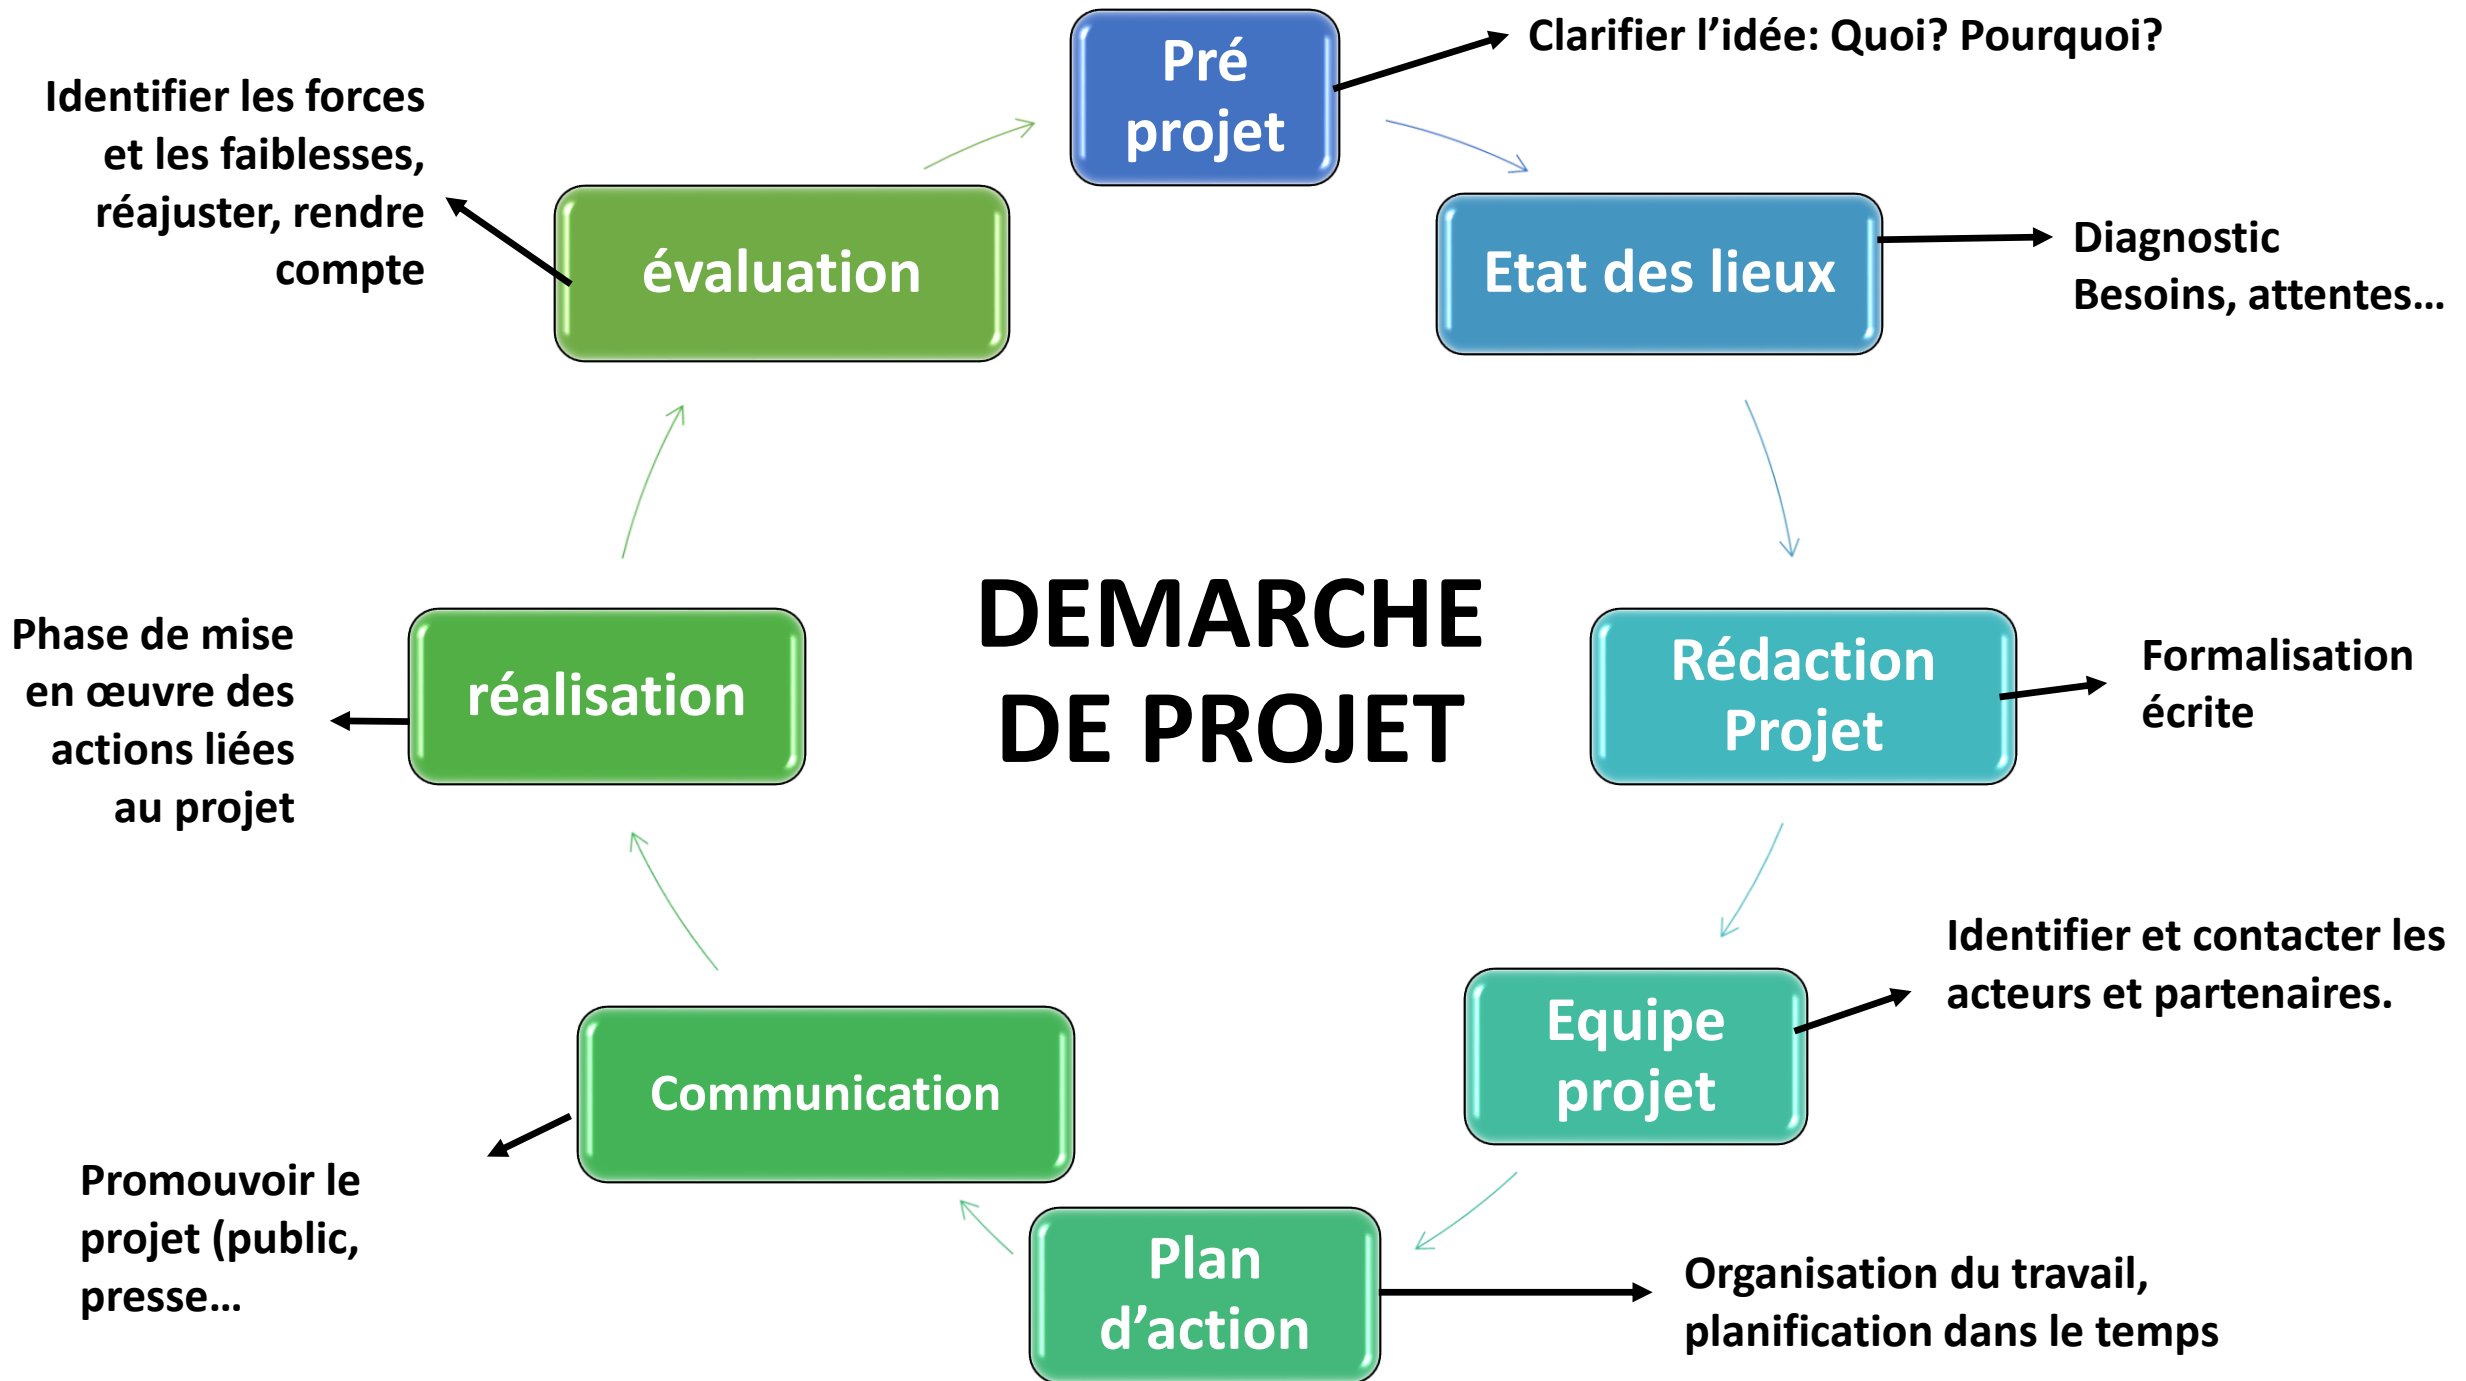 Pré
projet
Clarifier l’idée: Quoi? Pourquoi?
Etat des lieux
Diagnostic
Besoins, attentes…
Rédaction
Projet
Formalisation
écrite
Equipe
projet
Identifier et contacter les
acteurs et partenaires.
Plan
d’action
Organisation du travail,
planification dans le temps
Communication
Promouvoir le
projet (public,
presse…
réalisation
Phase de mise
en œuvre des
actions liées
au projet
évaluation
Identifier les forces
et les faiblesses,
réajuster, rendre
compte
DEMARCHE
DE PROJET